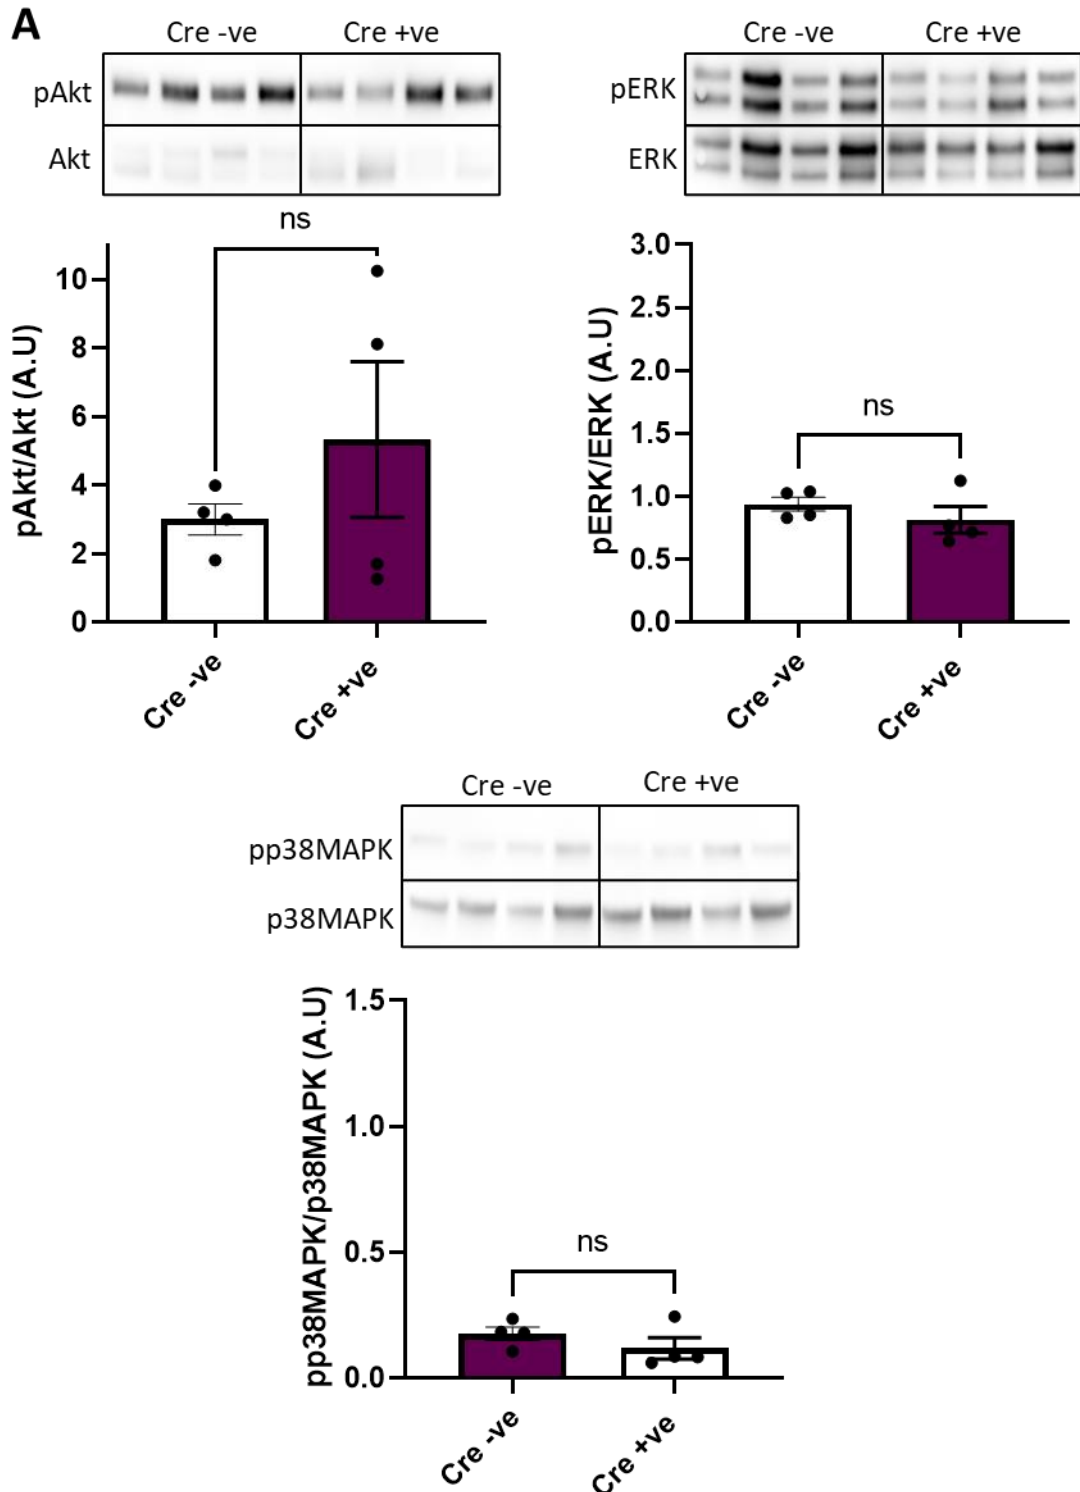 A
Cre -ve Cre +ve
pAkt
Akt
ns
pAkt/Akt (A.U)
10
8
6
4
2
0
Cre -ve Cre +ve
Cre -ve Cre +ve
pERK
ERK
ns
pERK/ERK (A.U)
3.0
2.5
2.0
1.5
1.0
0.5
0.0
Cre -ve Cre +ve
Cre -ve Cre +ve
pp38MAPK
p38MAPK
ns
pp38MAPK/p38MAPK (A.U)
1.5
1.0
0.5
0.0
Cre -ve Cre +ve